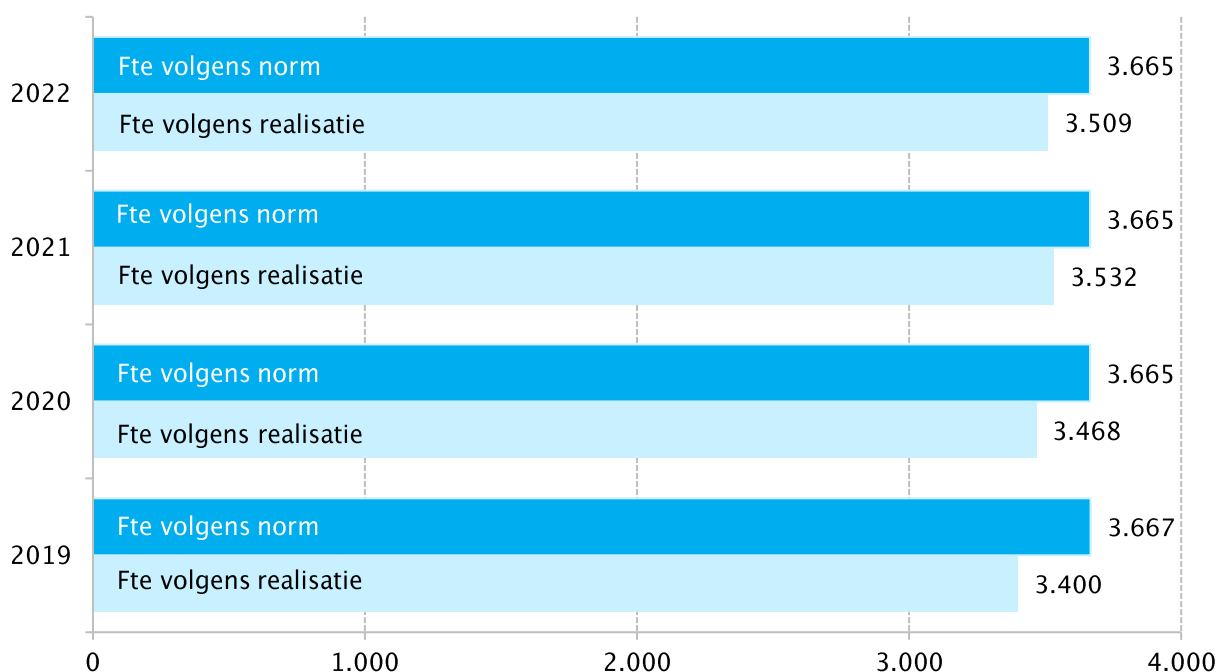 Fte volgens norm
3.665
2022
Fte volgens realisatie
3.509
Fte volgens norm
3.665
2021
Fte volgens realisatie
3.532
Fte volgens norm
3.665
2020
Fte volgens realisatie
3.468
Fte volgens norm
3.667
2019
Fte volgens realisatie
3.400
0 1.000 2.000 3.000 4.000